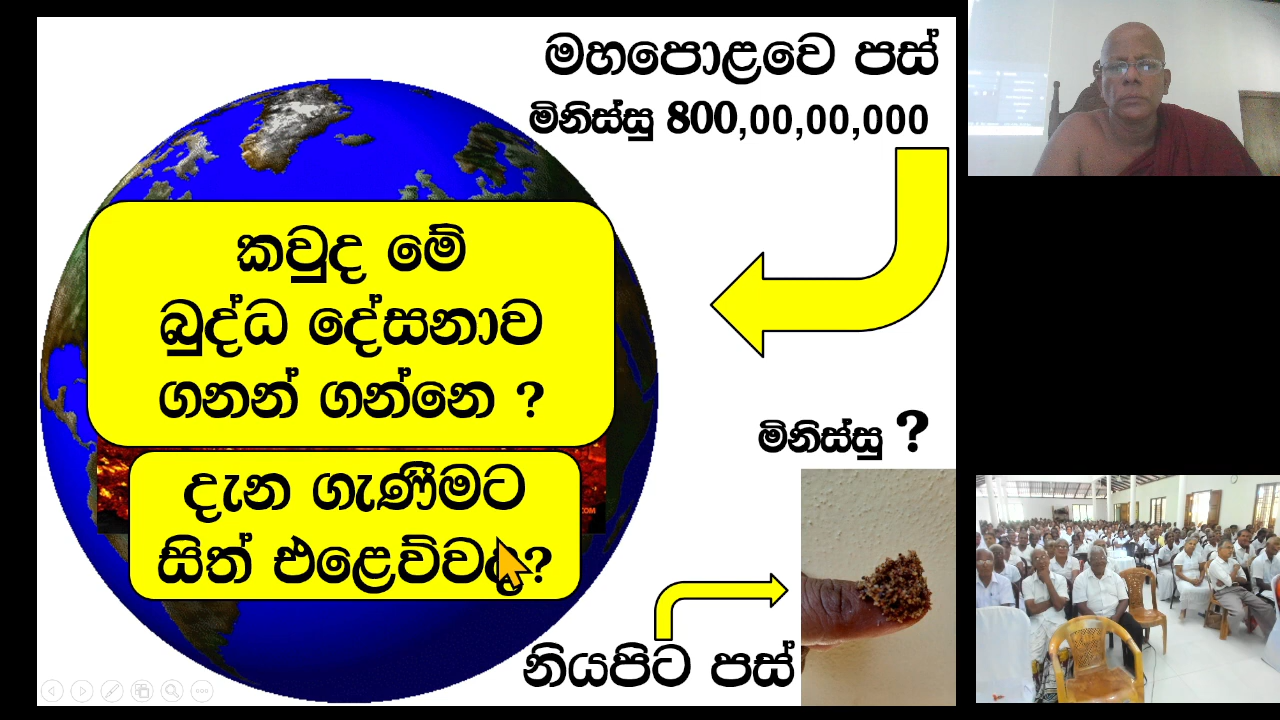 මහපොළවෙ පස්
මිනිස්සු 800,00,00,000
කවුද මේ
බුද්ධ දේසනාව
ගනන් ගන්නෙ ?
මිනිස්සු ?
දැන ගැණීමට
සිත් එළෙව්වද ?
නියපිට පස්